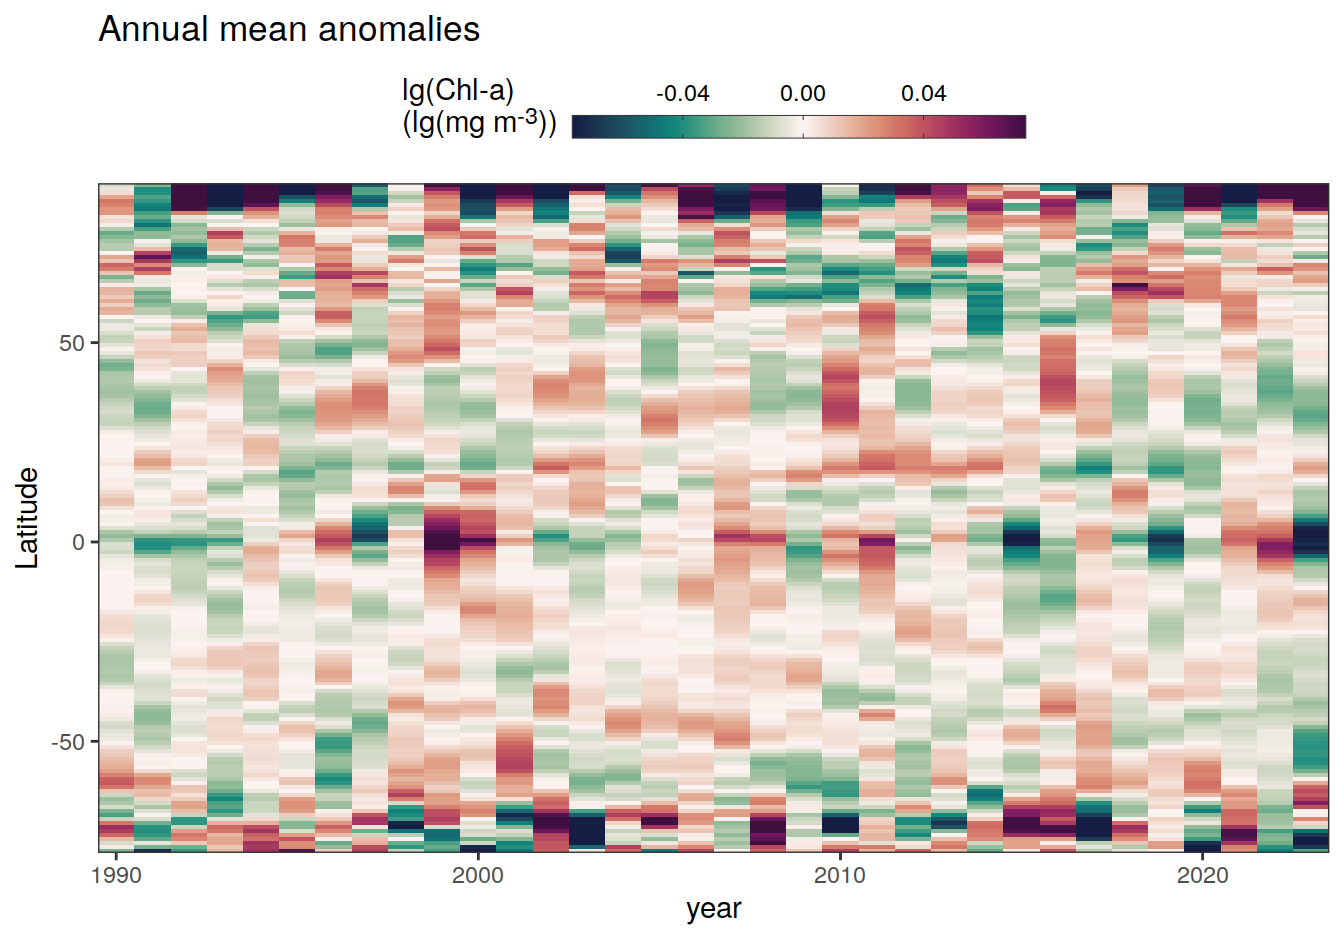 Annual mean anomalies
lg(Chl-a)
(lg(mg m-3))
-0.04 0.00 0.04
Latitude
50
0
-50
1990 2000 2010 2020
year